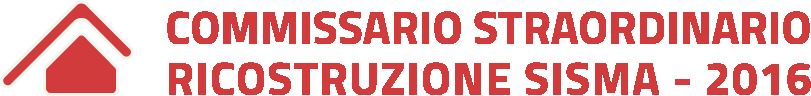 COMMISSARIO STRAORDINARIO
RICOSTRUZIONE SISMA - 2016